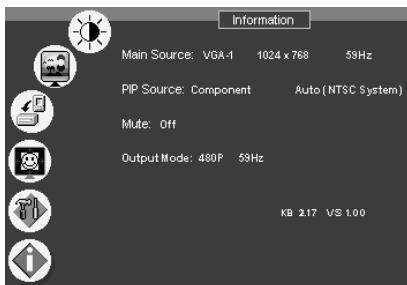 Information
Main Source: VGA-1 1024 x 768 59Hz
PIP Source: Component Auto (NTSC System)
Mute: Off
Output Mode: 480P 59Hz
KB 2.17 VS 1.00